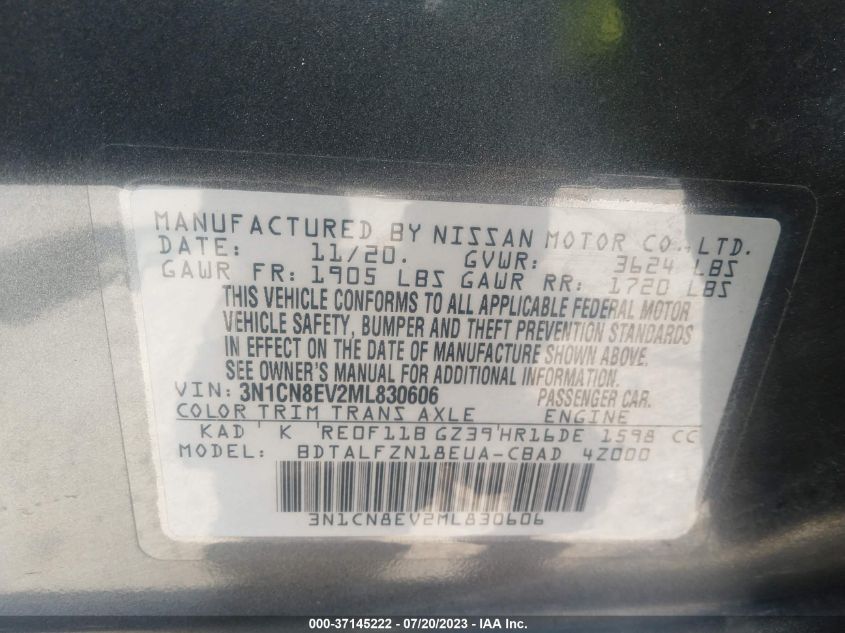 MANUFACTURED BY NISSAN MOTOR CO., LTD.
DATE: 11/20. GVWR: 3624 LBS
GAWR FR: 1905 LBS GAWR RR: 1720 LBS
THIS VEHICLE CONFORMS TO ALL APPLICABLE FEDERAL MOTOR
VEHICLE SAFETY, BUMPER AND THEFT PREVENTION STANDARDS
IN EFFECT ON THE DATE OF MANUFACTURE SHOWN ABOVE.
SEE OWNER'S MANUAL FOR ADDITIONAL INFORMATION.
VIN: 3N1CN8EV2ML830606 PASSENGER CAR.
COLOR TRIM TRANS AXLE ENGINE
KAD K RE0F11B GZ39 HR16DE 1598 CC
MODEL: BDTALFZN18EUA-CBAD 4Z000
3N1CN8EV2ML830606
000-37145222 - 07/20/2023 - IAA Inc.